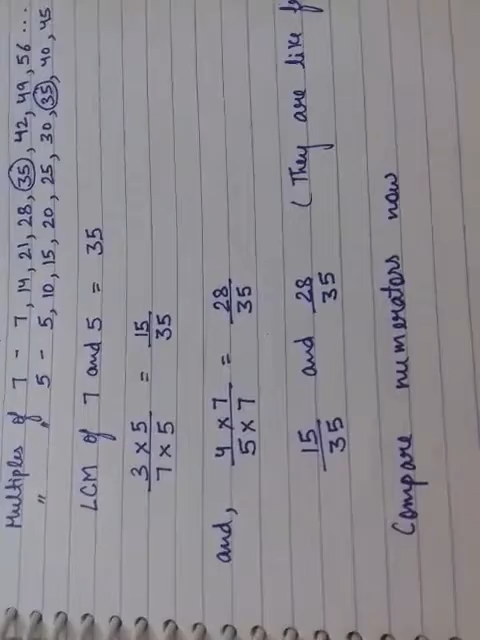 Multiples of 7 - 7, 14, 21, 28, 35, 42, 49, 56 ...
" " 5 - 5, 10, 15, 20, 25, 30, 35, 40, 45
LCM of 7 and 5 = 35
3 × 5 / 7 × 5 = 15 / 35
and, 4 × 7 / 5 × 7 = 28 / 35
15 / 35 and 28 / 35 (They are like
Compare numerators now